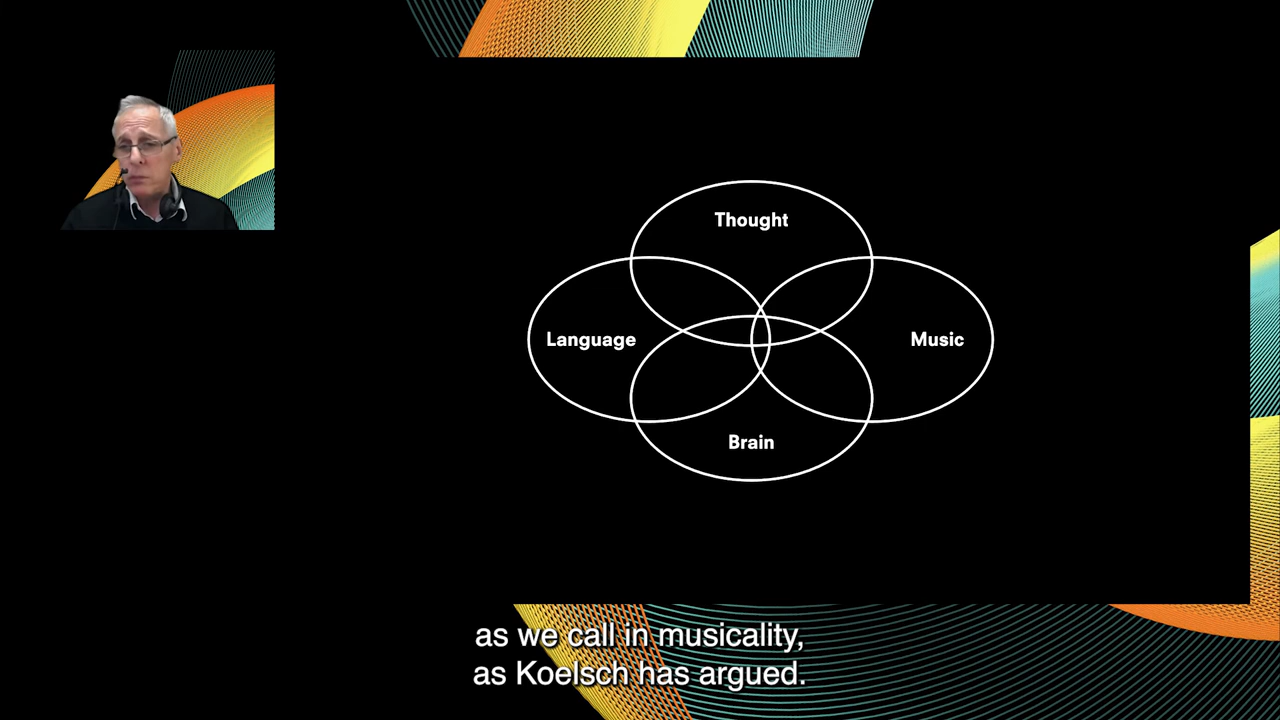 Thought
Language
Music
Brain
as we call in musicality,
as Koelsch has argued.